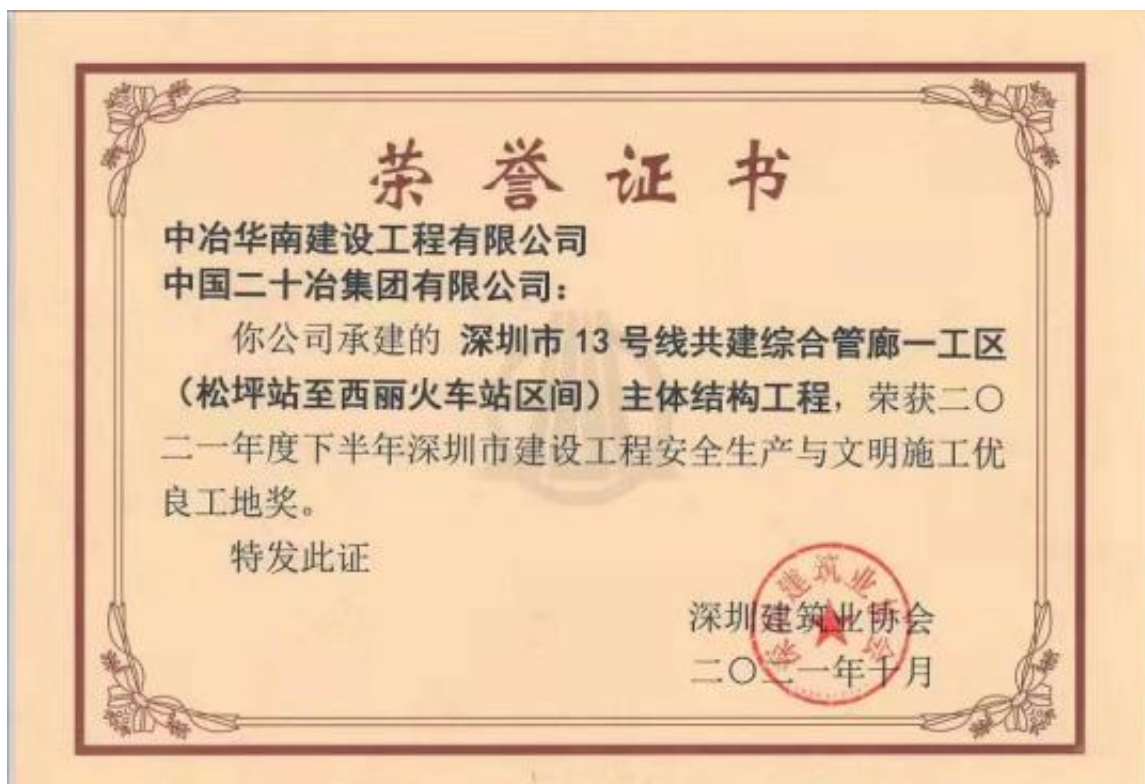 荣誉证书
中冶华南建设工程有限公司
中国二十冶集团有限公司：
你公司承建的 深圳市 13 号线共建综合管廊一工区
（松坪站至西丽火车站区间）主体结构工程，荣获二〇
二一年度下半年深圳市建设工程安全生产与文明施工优
良工地奖。
特发此证
深圳建筑业协会
二〇二一年十月